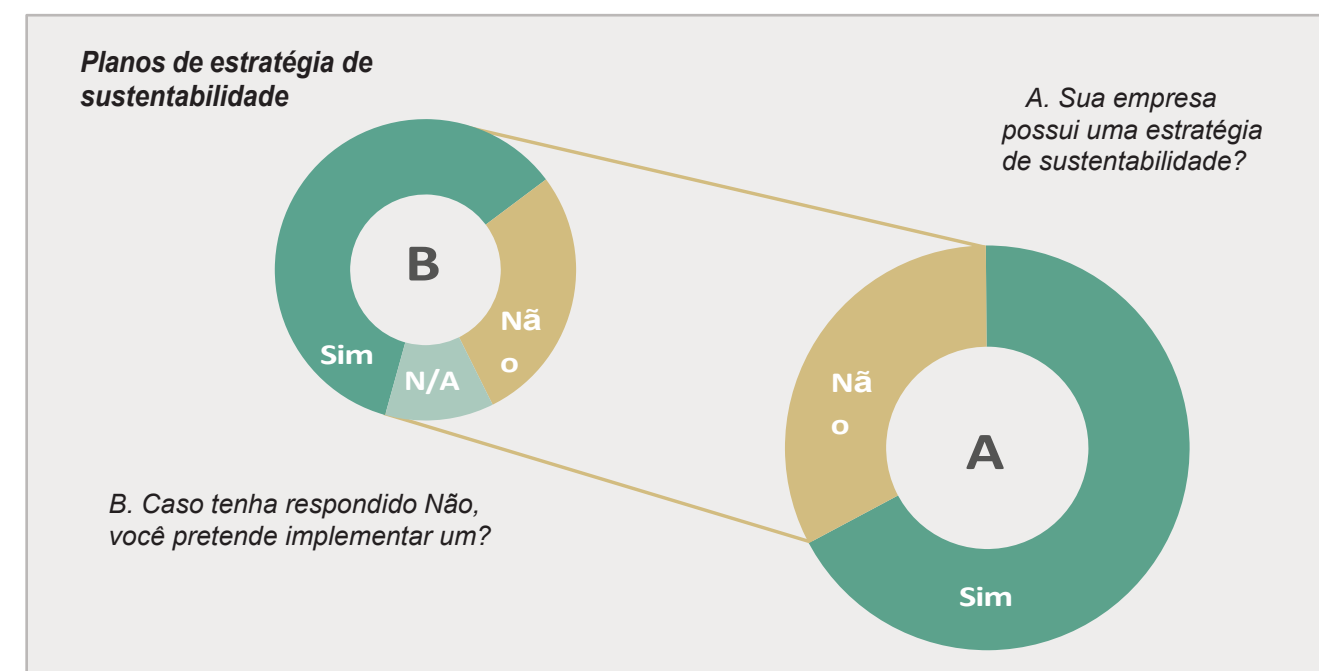 Planos de estratégia de
sustentabilidade
A. Sua empresa
possui uma estratégia
de sustentabilidade?
B
Nã
o
Sim
N/A
Nã
o
A
Sim
B. Caso tenha respondido Não,
você pretende implementar um?